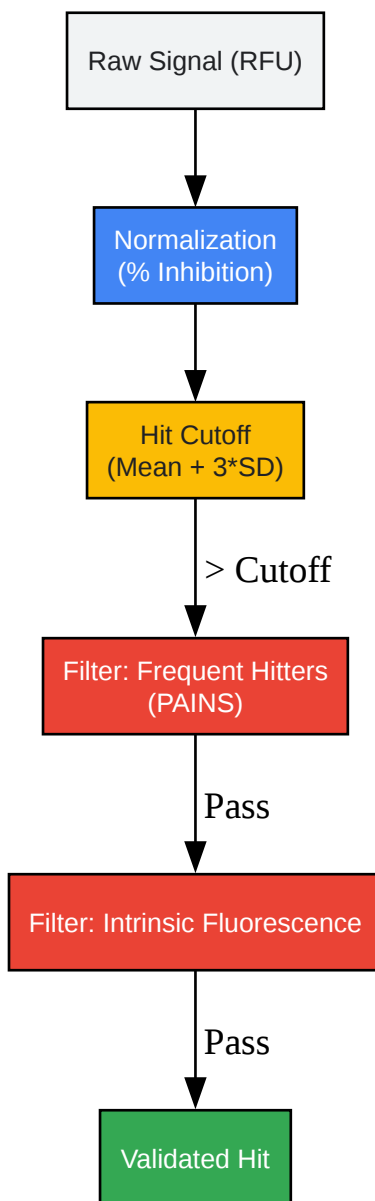 Raw Signal (RFU)
Normalization
(% Inhibition)
Hit Cutoff
(Mean + 3*SD)
> Cutoff
Filter: Frequent Hitters
(PAINS)
Pass
Filter: Intrinsic Fluorescence
Pass
Validated Hit